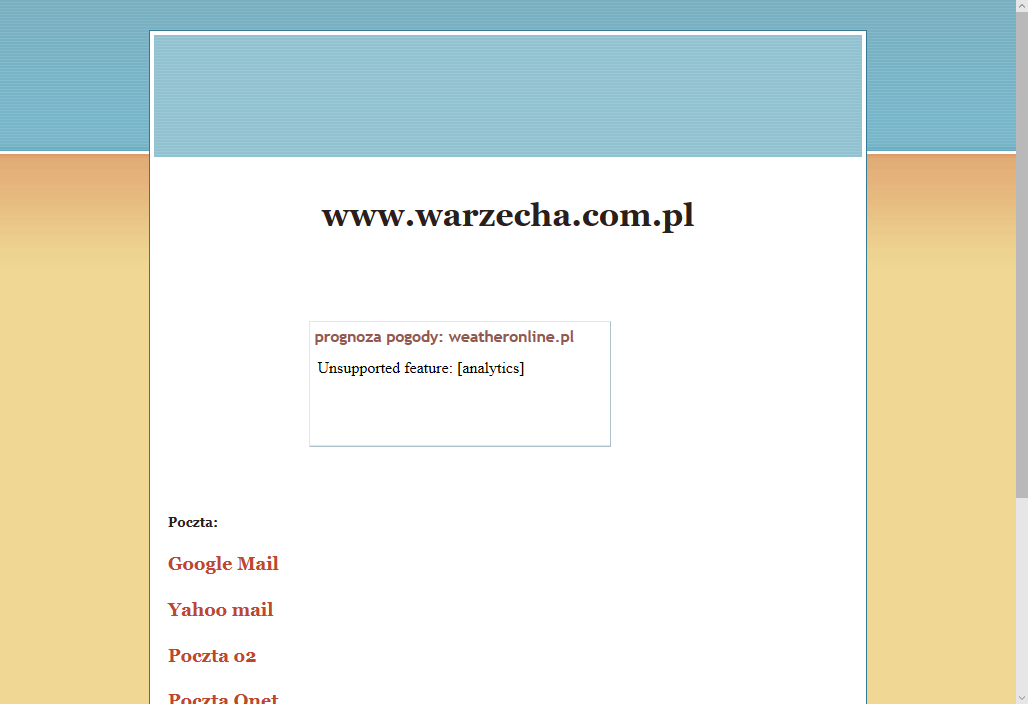 www.warzecha.com.pl
prognoza pogody: weatheronline.pl
Unsupported feature: [analytics]
Poczta:
Google Mail
Yahoo mail
Poczta o2
Poczta Onet